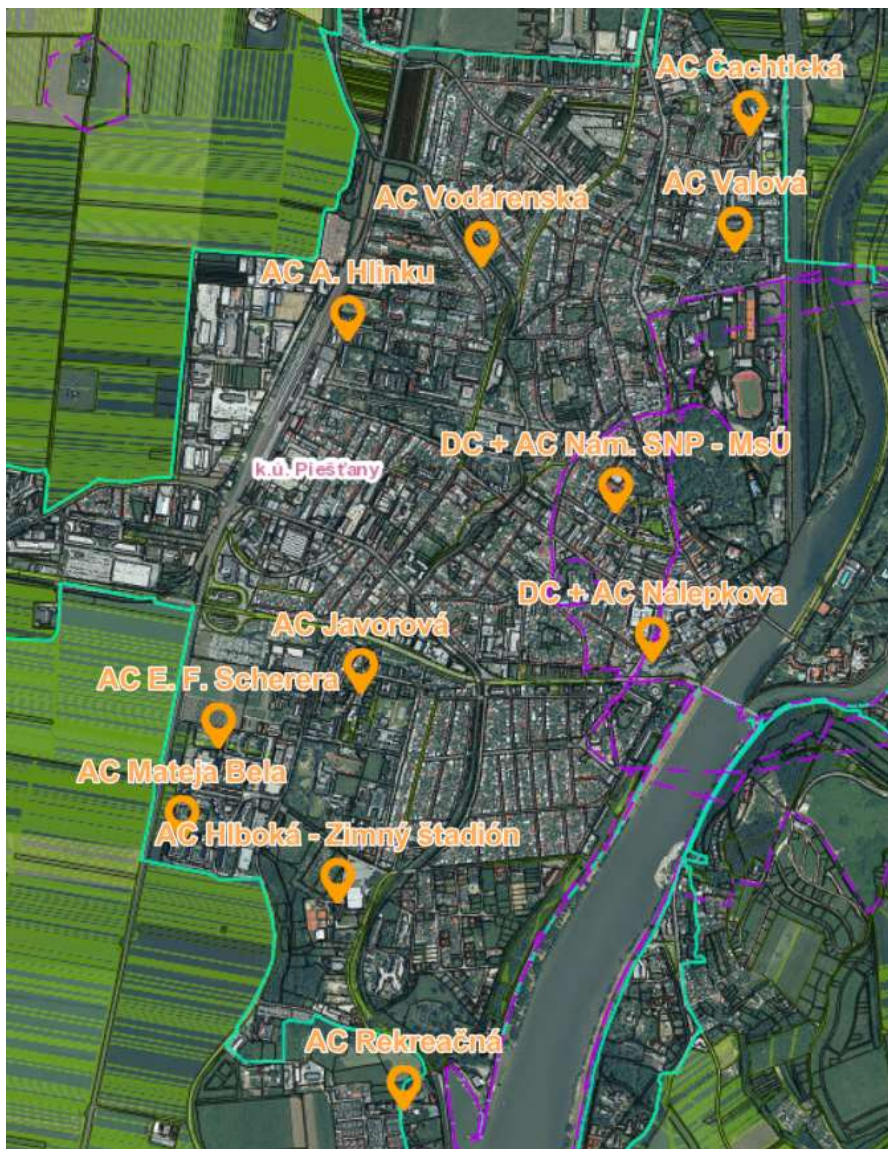 AC Čachtická
AC Valová
AC Vodárenská
AC A. Hlinku
DC + AC Nám. SNP - MsÚ
k.ú. Piešťany
DC + AC Nálepkova
AC Javorová
AC E. F. Scherera
AC Mateja Bela
AC Hlboká - Zimný štadión
AC Rekreačná